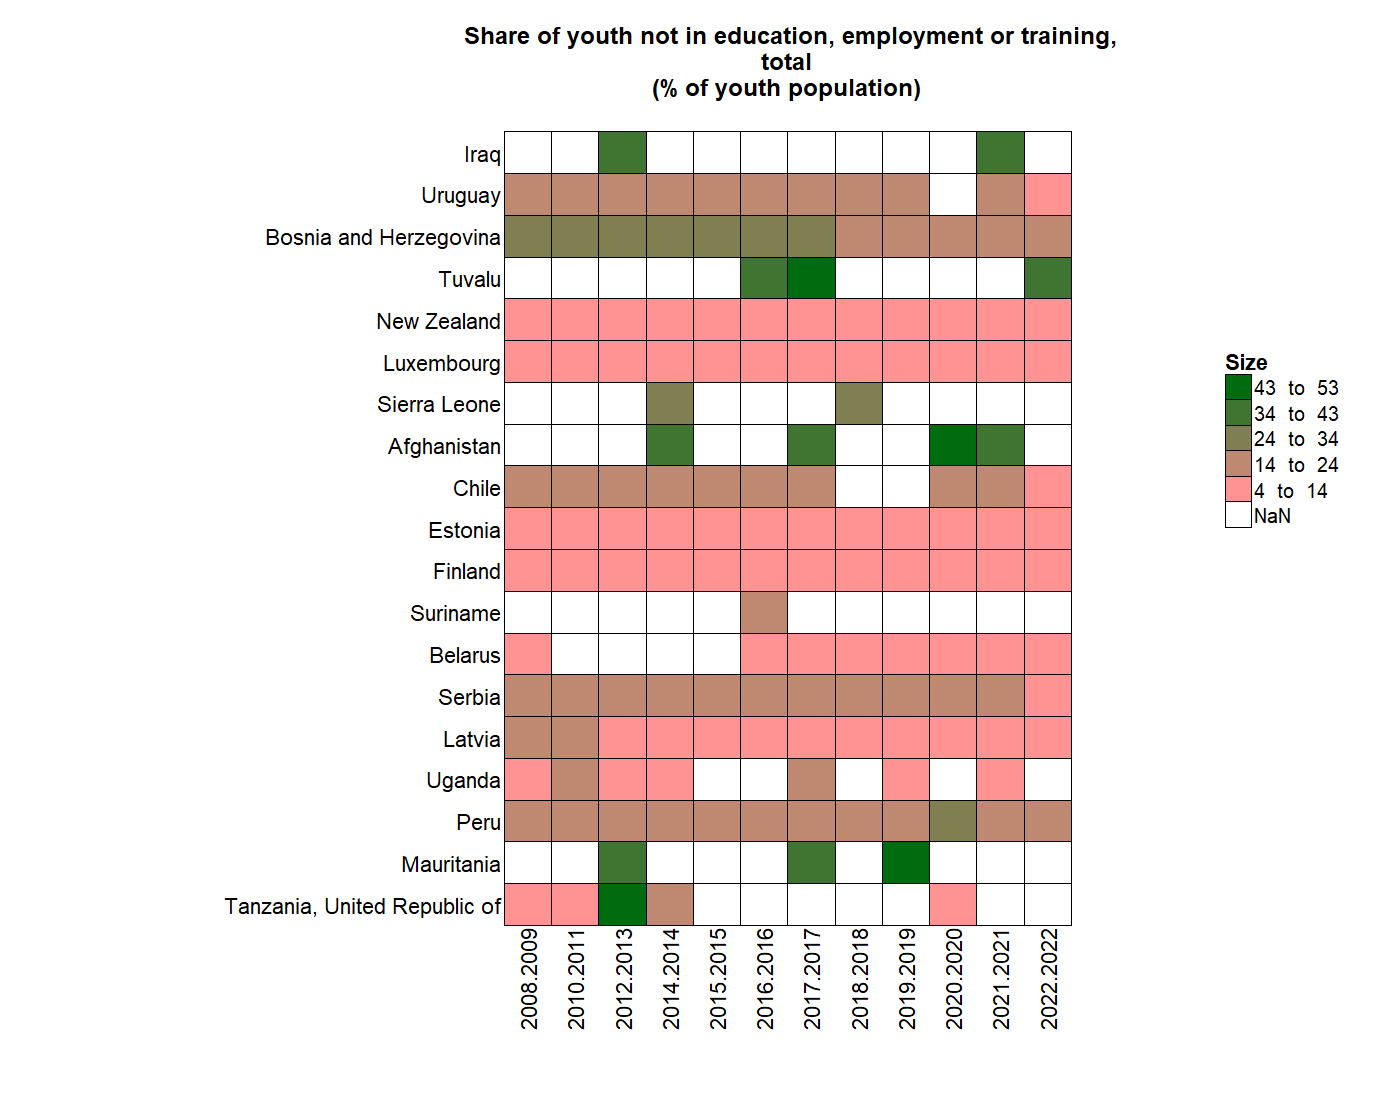 Share of youth not in education, employment or training,
total
(% of youth population)
Iraq
Uruguay
Bosnia and Herzegovina
Tuvalu
New Zealand
Luxembourg
Sierra Leone
Afghanistan
Chile
Estonia
Finland
Suriname
Belarus
Serbia
Latvia
Uganda
Peru
Mauritania
Tanzania, United Republic of
2008.2009
2010.2011
2012.2013
2014.2014
2015.2015
2016.2016
2017.2017
2018.2018
2019.2019
2020.2020
2021.2021
2022.2022
Size
43 to 53
34 to 43
24 to 34
14 to 24
4 to 14
NaN